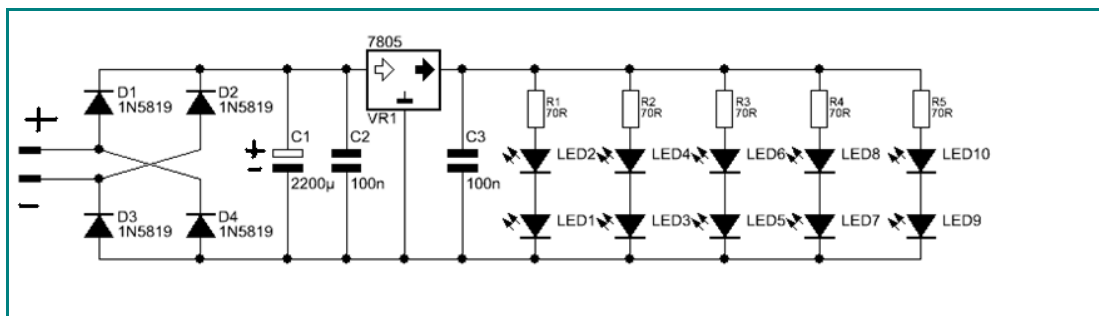 7805
D1
1N5819
D2
1N5819
+
-
VR1
C1
+
-
2200µ
C2
100n
C3
100n
R1
70R
R2
70R
R3
70R
R4
70R
R5
70R
LED2
LED4
LED6
LED8
LED10
D3
1N5819
D4
1N5819
LED1
LED3
LED5
LED7
LED9